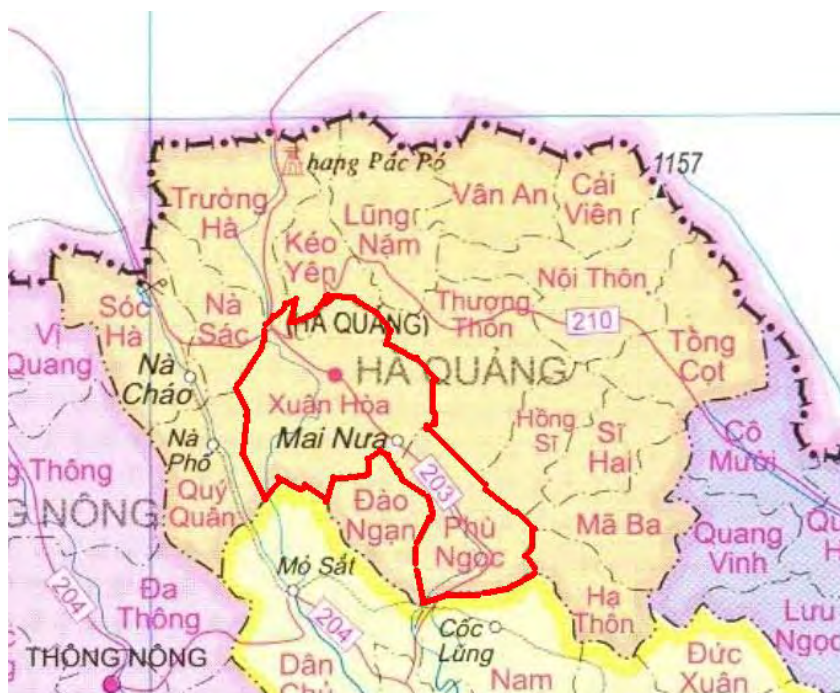 1157
hang Pác Pó
Trường
Hà
Lũng
Nặm
Vân An
Cải
Viên
Kéo
Yên
Nội Thôn
Sóc
Hà
Nà
Sác
(HÀ QUẢNG)
Thượng
Thôn
210
Vị
Quang
Tổng
Cọt
Nà
Cháo
HÀ QUẢNG
Xuân Hòa
Mai Nưa
Hồng
Sĩ
Sĩ
Hai
Cô
Mười
Nà
Phố
g Thông
G NÔNG
Quý
Quân
Đào
Ngạn
203
Phù
Ngọc
Mã Ba
Quang
Vinh
Qu
H
Mỏ Sắt
204
Đa
Thông
Hạ
Thôn
Lưu
Ngọc
204
Cốc
Lùng
THÔNG NÔNG
Dân
Nam
Đức
Xuân